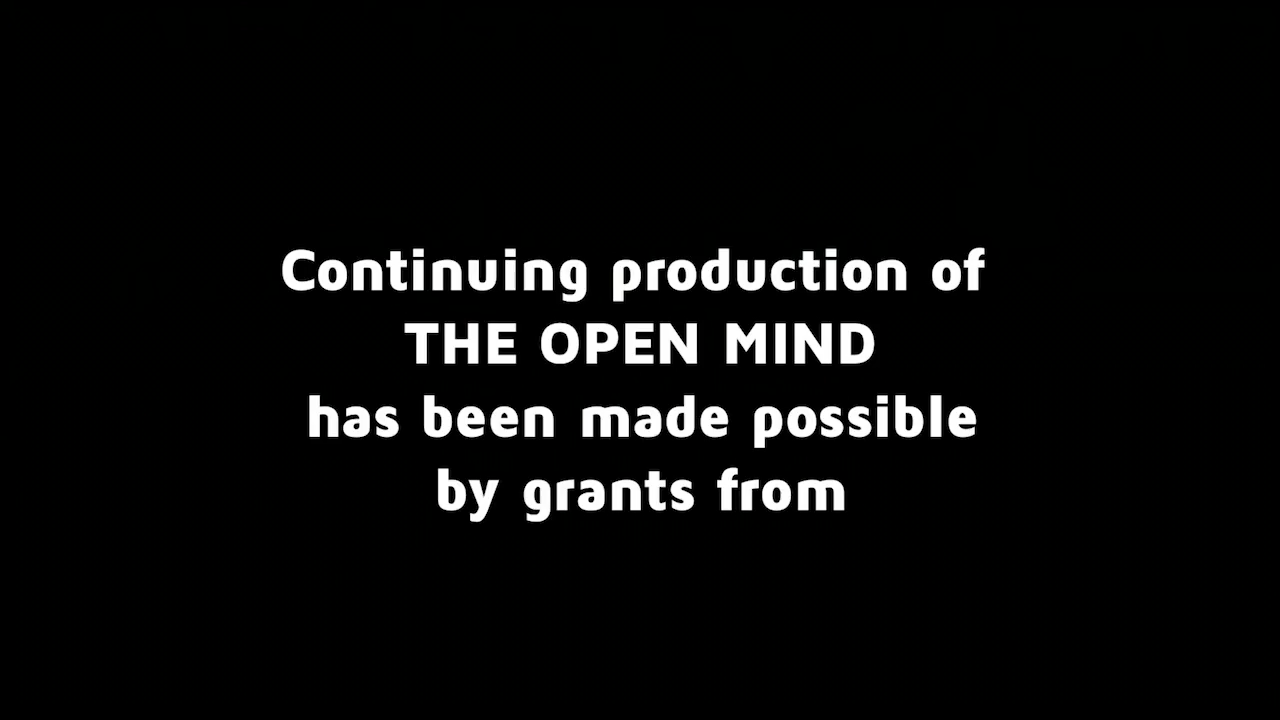 Continuing production of
THE OPEN MIND
has been made possible
by grants from